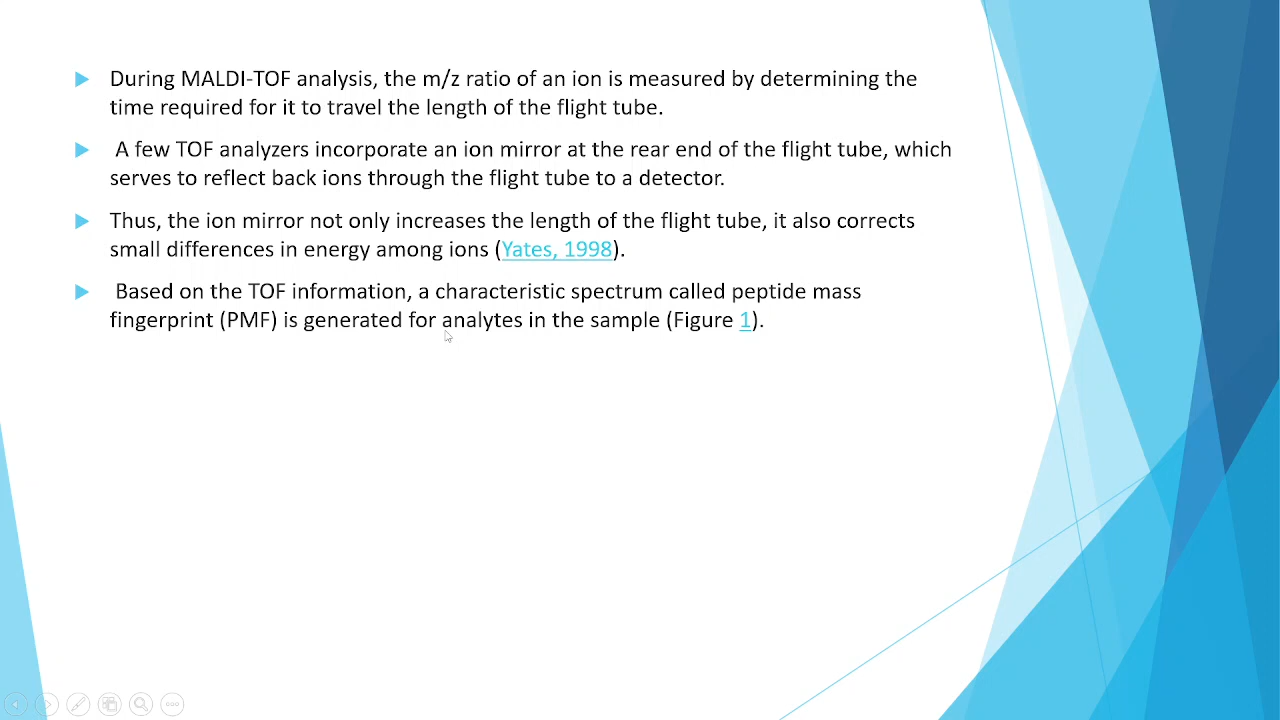 During MALDI-TOF analysis, the m/z ratio of an ion is measured by determining the
time required for it to travel the length of the flight tube.
A few TOF analyzers incorporate an ion mirror at the rear end of the flight tube, which
serves to reflect back ions through the flight tube to a detector.
Thus, the ion mirror not only increases the length of the flight tube, it also corrects
small differences in energy among ions (Yates, 1998).
Based on the TOF information, a characteristic spectrum called peptide mass
fingerprint (PMF) is generated for analytes in the sample (Figure 1).